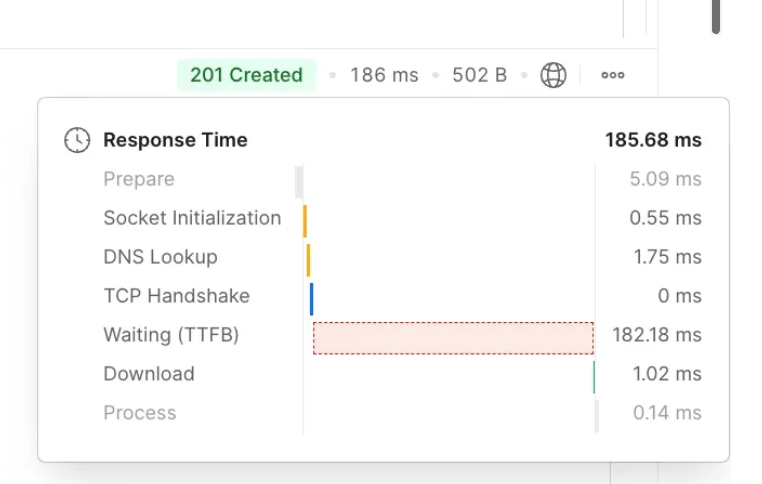 201 Created • 186 ms • 502 B
Response Time 185.68 ms
Prepare 5.09 ms
Socket Initialization 0.55 ms
DNS Lookup 1.75 ms
TCP Handshake 0 ms
Waiting (TTFB) 182.18 ms
Download 1.02 ms
Process 0.14 ms